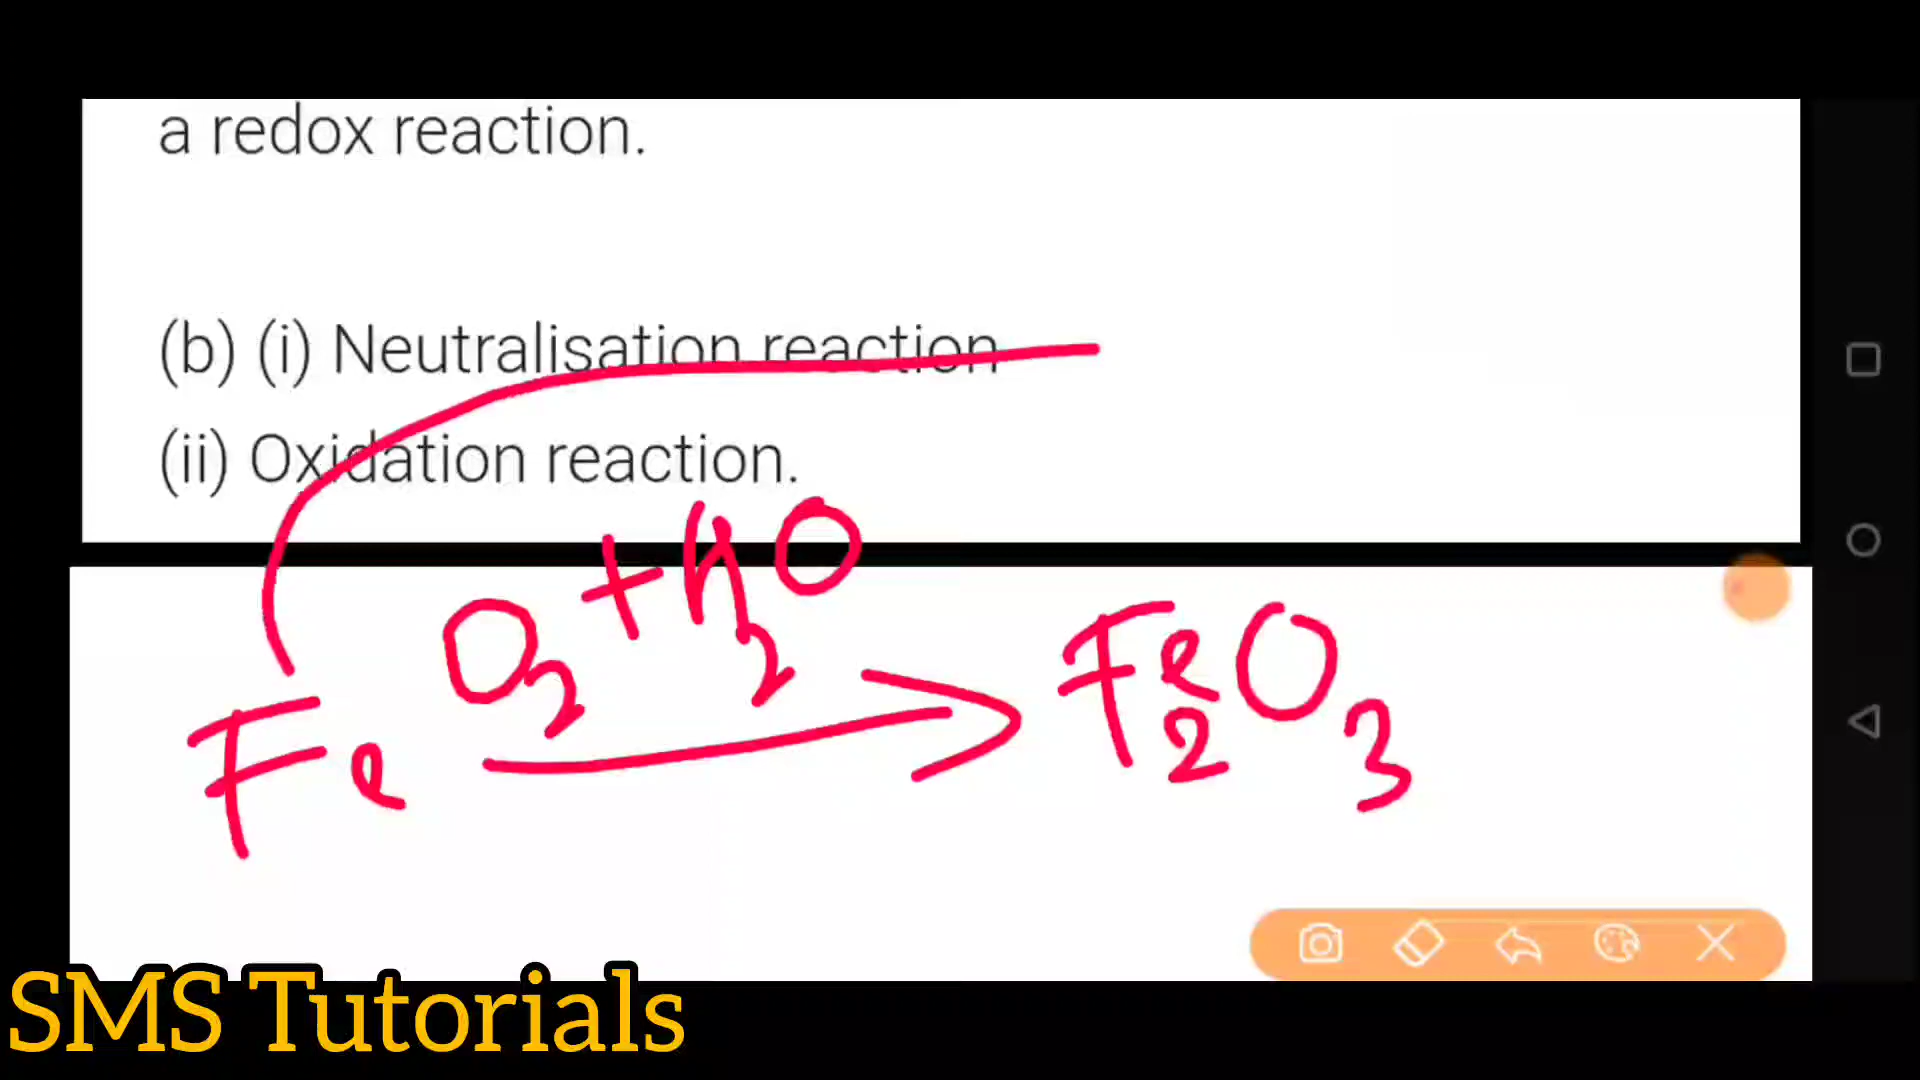 a redox reaction.
(b) (i) Neutralisation reaction
(ii) Oxidation reaction.
O2 + H2O
Fe → Fe2O3
SMS Tutorials